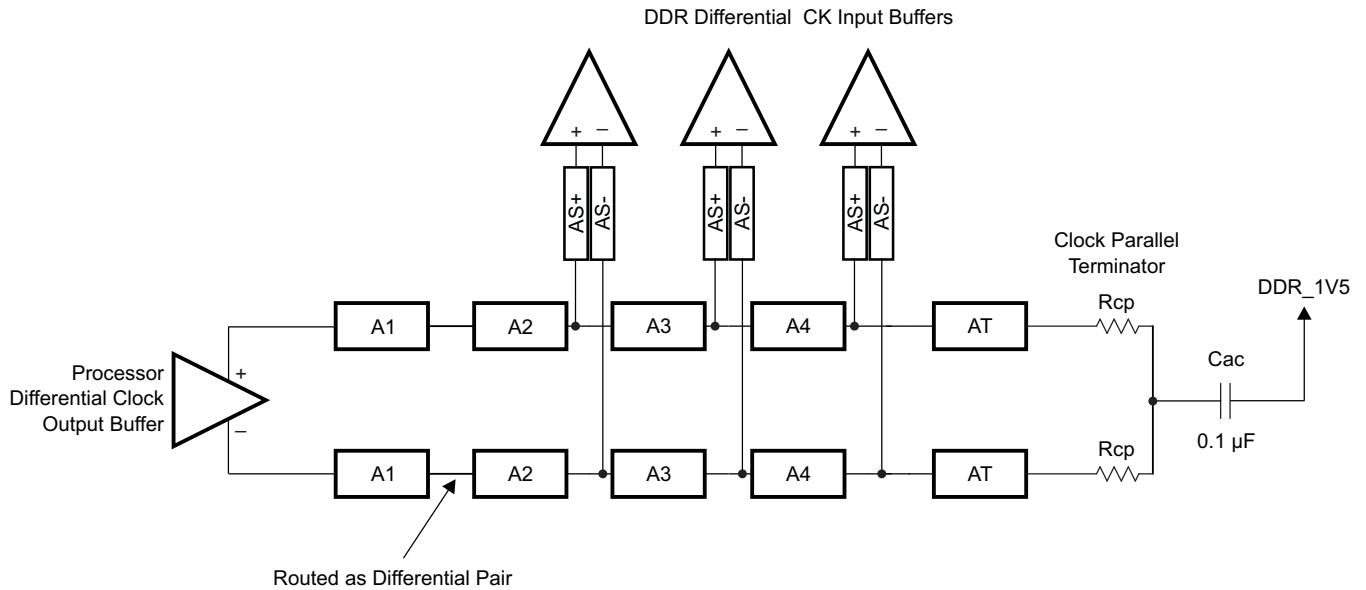 DDR Differential CK Input Buffers
+ –
+ –
+ –
AS+
AS-
AS+
AS-
AS+
AS-
Clock Parallel
Terminator
DDR_1V5
A1
A2
A3
A4
AT
Rcp
Processor
Differential Clock
Output Buffer
+
–
Cac
0.1 µF
A1
A2
A3
A4
AT
Rcp
Routed as Differential Pair